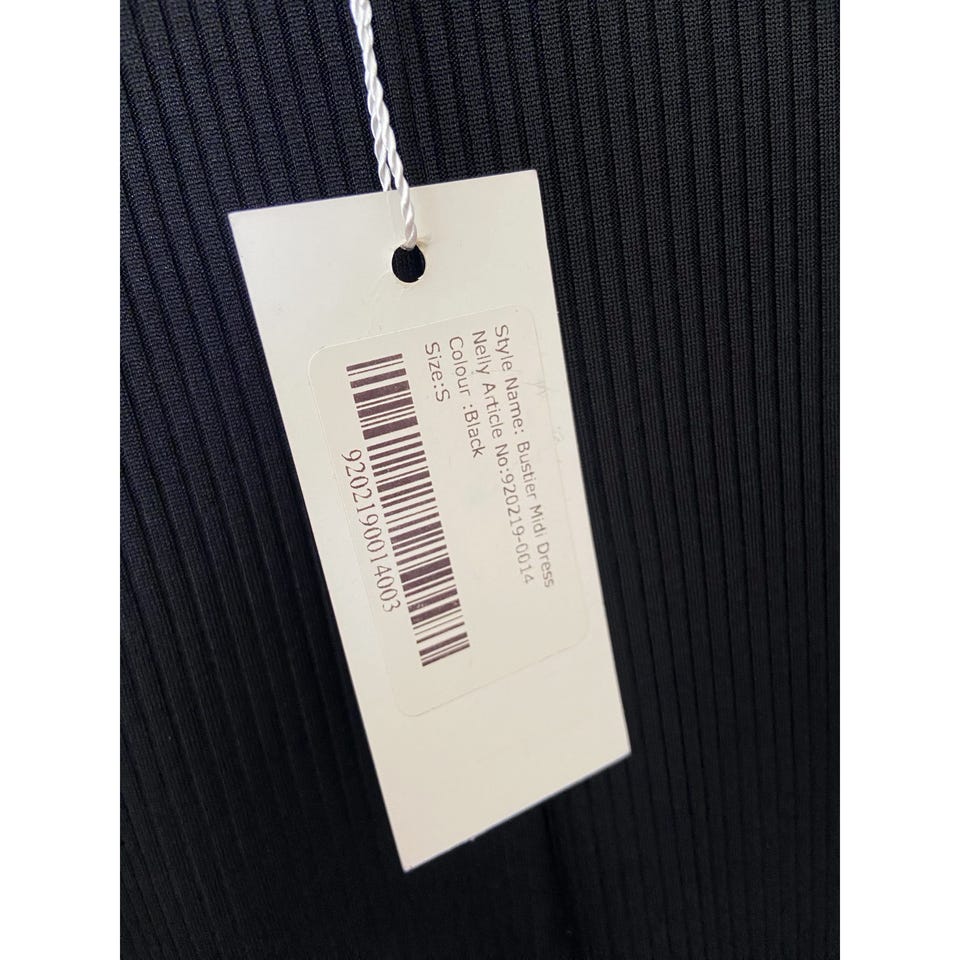 Style Name: Bustier Midi Dress
Nelly Article No:920219-0014
Colour :Black
Size:S
9202190014003